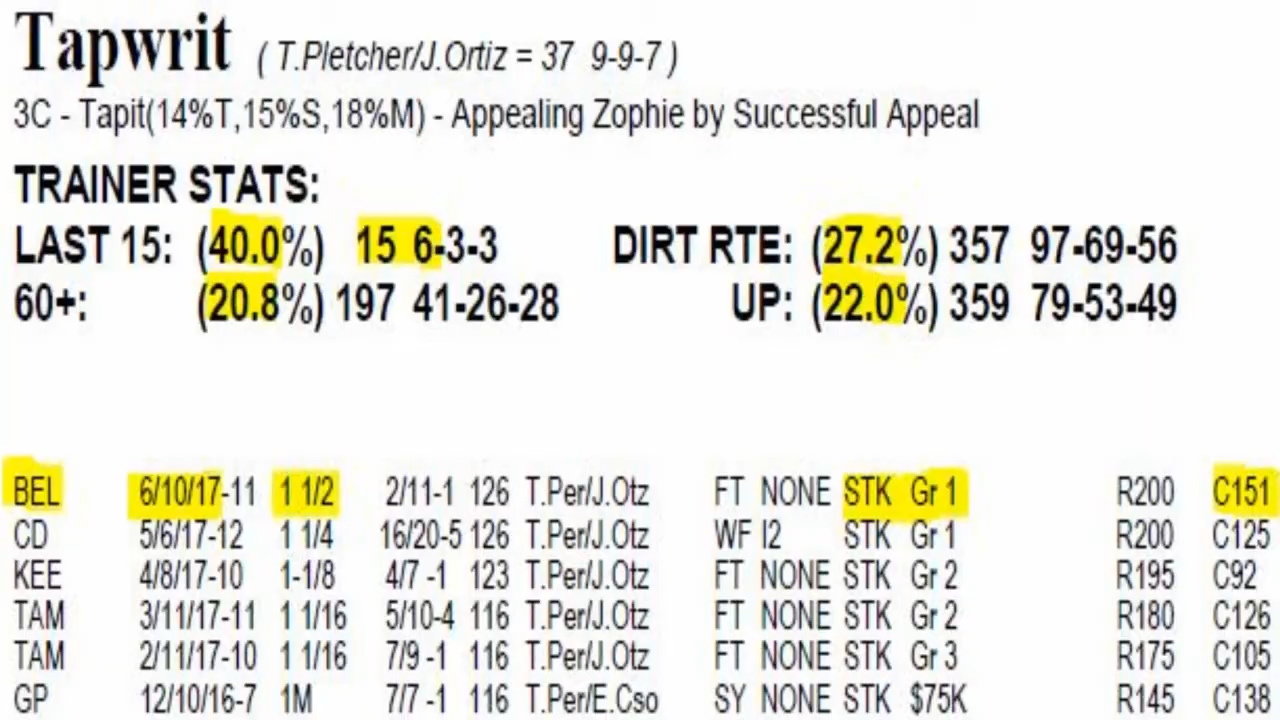 Tapwrit ( T.Pletcher/J.Ortiz = 37 9-9-7 )
3C - Tapit(14%T,15%S,18%M) - Appealing Zophie by Successful Appeal
TRAINER STATS:
LAST 15: (40.0%) 15 6-3-3 DIRT RTE: (27.2%) 357 97-69-56
60+: (20.8%) 197 41-26-28 UP: (22.0%) 359 79-53-49
BEL 6/10/17-11 1 1/2 2/11-1 126 T.Per/J.Otz FT NONE STK Gr 1 R200 C151
CD 5/6/17-12 1 1/4 16/20-5 126 T.Per/J.Otz WF I2 STK Gr 1 R200 C125
KEE 4/8/17-10 1-1/8 4/7 -1 123 T.Per/J.Otz FT NONE STK Gr 2 R195 C92
TAM 3/11/17-11 1 1/16 5/10-4 116 T.Per/J.Otz FT NONE STK Gr 2 R180 C126
TAM 2/11/17-10 1 1/16 7/9 -1 116 T.Per/J.Otz FT NONE STK Gr 3 R175 C105
GP 12/10/16-7 1M 7/7 -1 116 T.Per/E.Cso SY NONE STK $75K R145 C138